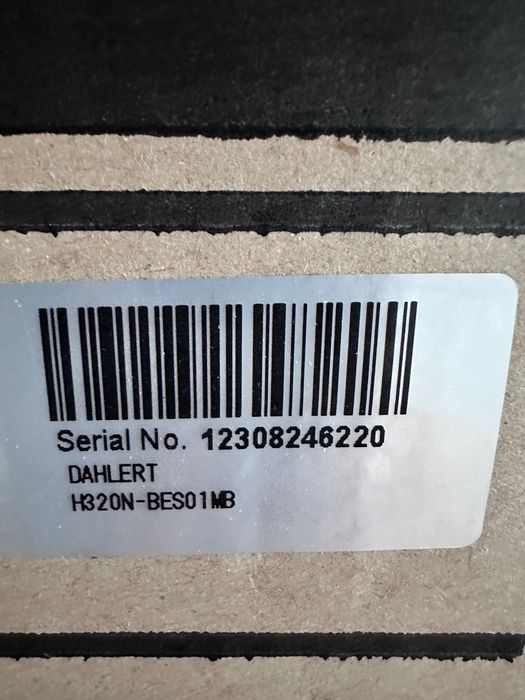 Serial No. 12308246220
DAHLERT
H320N-BES01MB